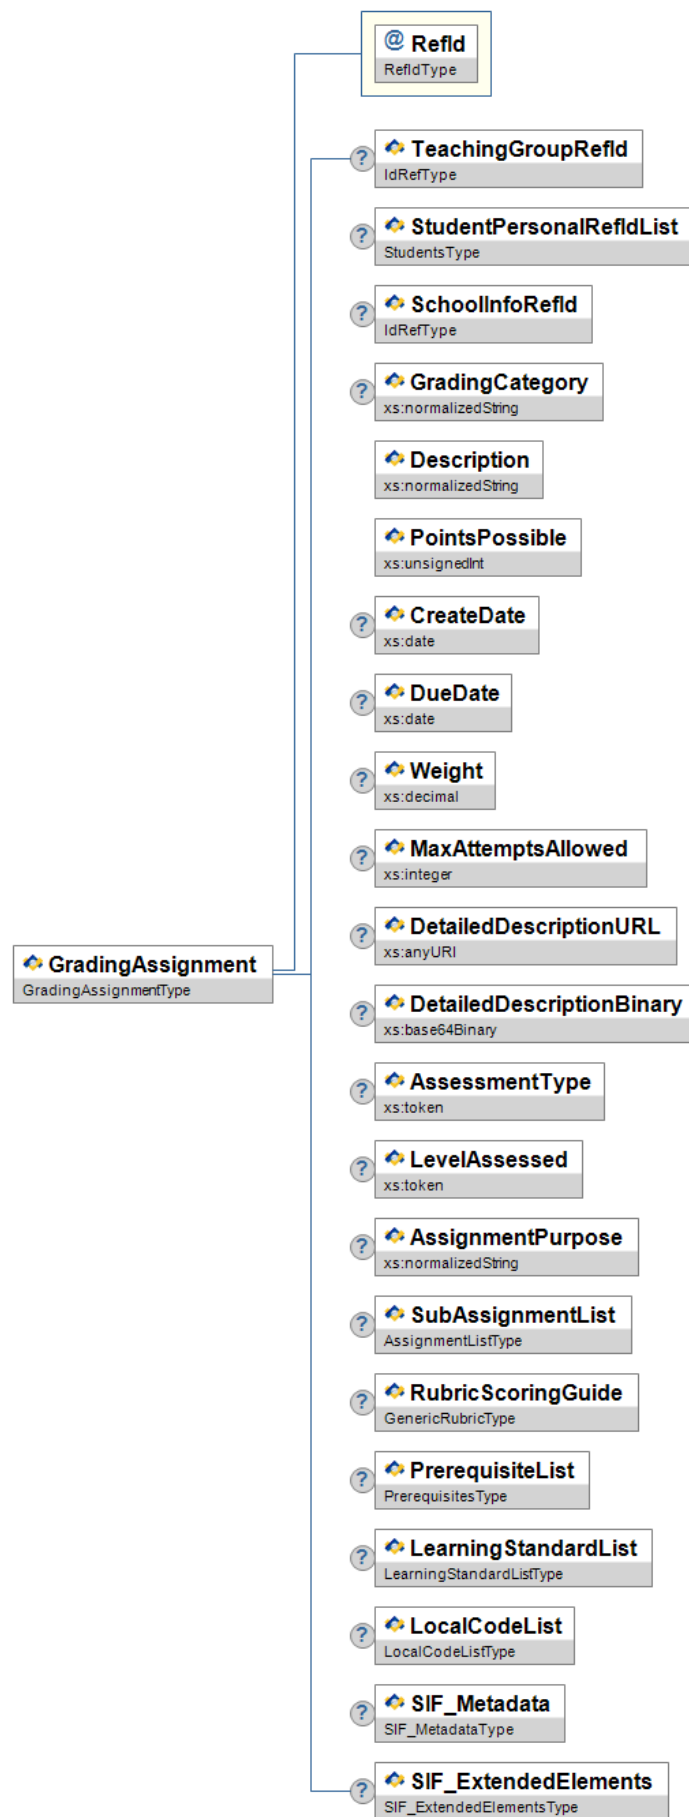 @ RefId
RefIdType
? TeachingGroupRefId
IdRefType
? StudentPersonalRefIdList
StudentsType
? SchoolInfoRefId
IdRefType
? GradingCategory
xs:normalizedString
Description
xs:normalizedString
PointsPossible
xs:unsignedInt
? CreateDate
xs:date
? DueDate
xs:date
? Weight
xs:decimal
? MaxAttemptsAllowed
xs:integer
? DetailedDescriptionURL
xs:anyURI
GradingAssignment
GradingAssignmentType
? DetailedDescriptionBinary
xs:base64Binary
? AssessmentType
xs:token
? LevelAssessed
xs:token
? AssignmentPurpose
xs:normalizedString
? SubAssignmentList
AssignmentListType
? RubricScoringGuide
GenericRubricType
? PrerequisiteList
PrerequisitesType
? LearningStandardList
LearningStandardListType
? LocalCodeList
LocalCodeListType
? SIF_Metadata
SIF_MetadataType
? SIF_ExtendedElements
SIF_ExtendedElementsType